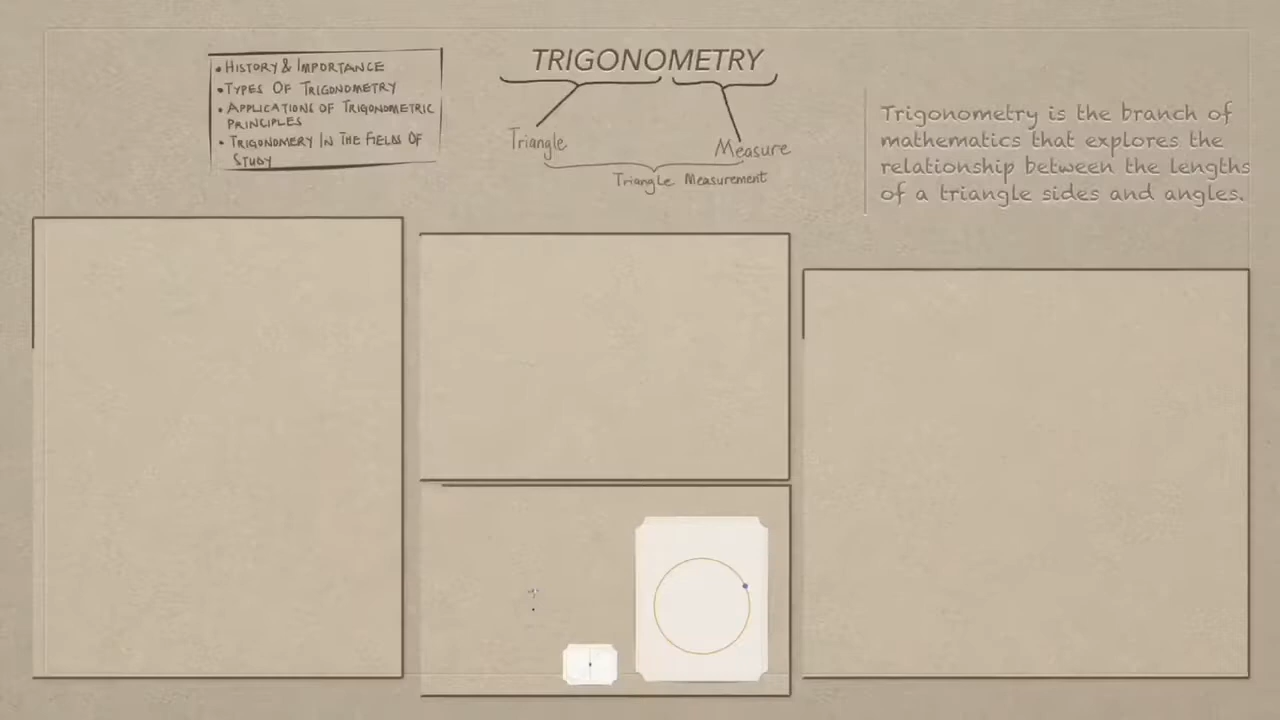 • HISTORY & IMPORTANCE
• TYPES OF TRIGONOMETRY
• APPLICATIONS OF TRIGONOMETRIC
PRINCIPLES
• TRIGONOMERY IN THE FIELDS OF
STUDY
TRIGONOMETRY
Triangle
Measure
Triangle Measurement
Trigonometry is the branch of
mathematics that explores the
relationship between the lengths
of a triangle sides and angles.